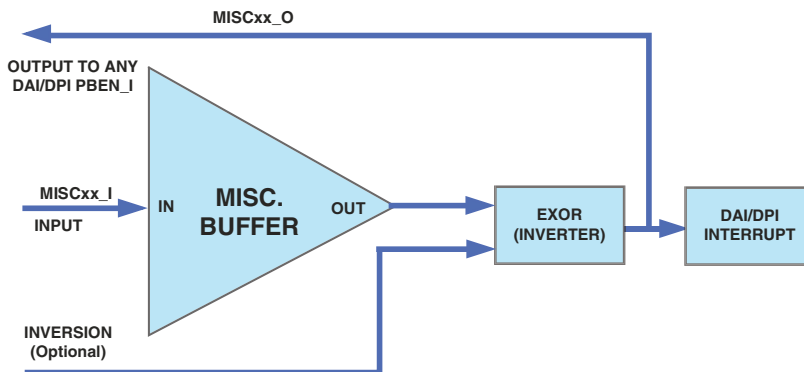 MISCxx_O
OUTPUT TO ANY
DAI/DPI PBEN_I
MISCxx_I
INPUT
IN
MISC.
BUFFER
OUT
EXOR
(INVERTER)
DAI/DPI
INTERRUPT
INVERSION
(Optional)